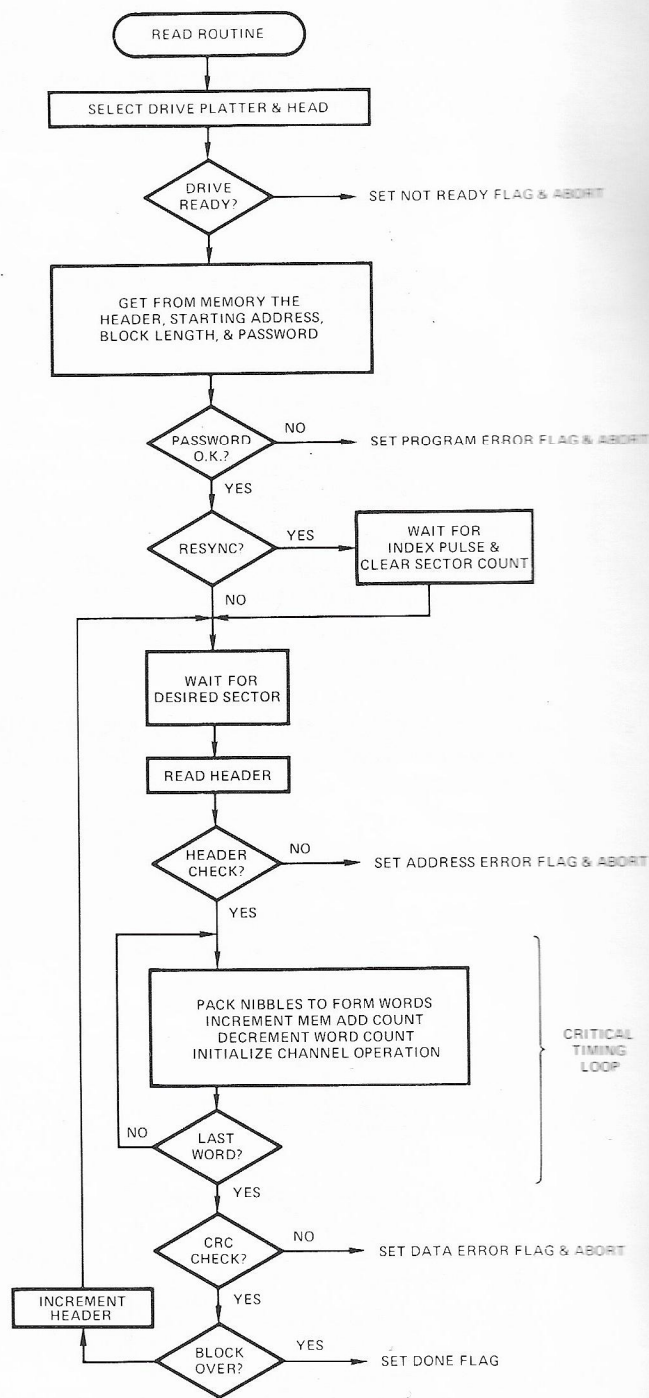 READ ROUTINE
SELECT DRIVE PLATTER & HEAD
DRIVE
READY?
SET NOT READY FLAG & ABORT
GET FROM MEMORY THE
HEADER, STARTING ADDRESS,
BLOCK LENGTH, & PASSWORD
PASSWORD
O.K.?
NO
SET PROGRAM ERROR FLAG & ABORT
YES
RESYNC?
YES
WAIT FOR
INDEX PULSE &
CLEAR SECTOR COUNT
NO
WAIT FOR
DESIRED SECTOR
READ HEADER
HEADER
CHECK?
NO
SET ADDRESS ERROR FLAG & ABORT
YES
PACK NIBBLES TO FORM WORDS
INCREMENT MEM ADD COUNT
DECREMENT WORD COUNT
INITIALIZE CHANNEL OPERATION
CRITICAL
TIMING
LOOP
NO
LAST
WORD?
YES
CRC
CHECK?
NO
SET DATA ERROR FLAG & ABORT
YES
INCREMENT
HEADER
BLOCK
OVER?
YES
SET DONE FLAG